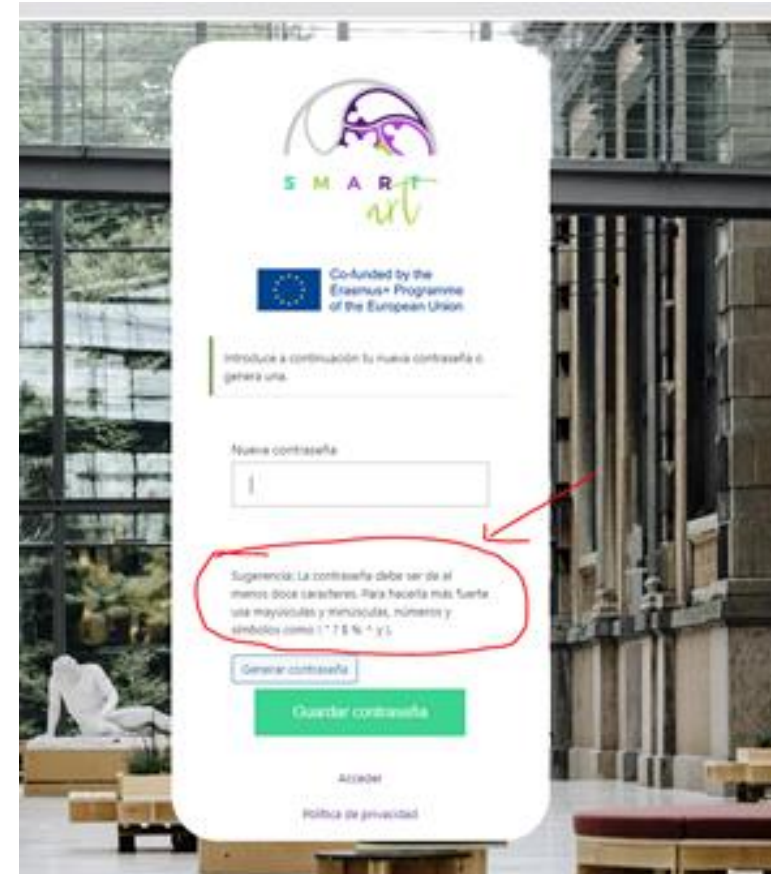 SMART
art
Co-funded by the
Erasmus+ Programme
of the European Union
Introduce a continuación tu nueva contraseña o
genera una.
Nueva contraseña
Sugerencia: La contraseña debe ser de al
menos doce caracteres. Para hacerla más fuerte
usa mayúsculas y minúsculas, números y
símbolos como ! " ? $ % ^ y
Generar contraseña
Guardar contraseña
Acceder
Política de privacidad